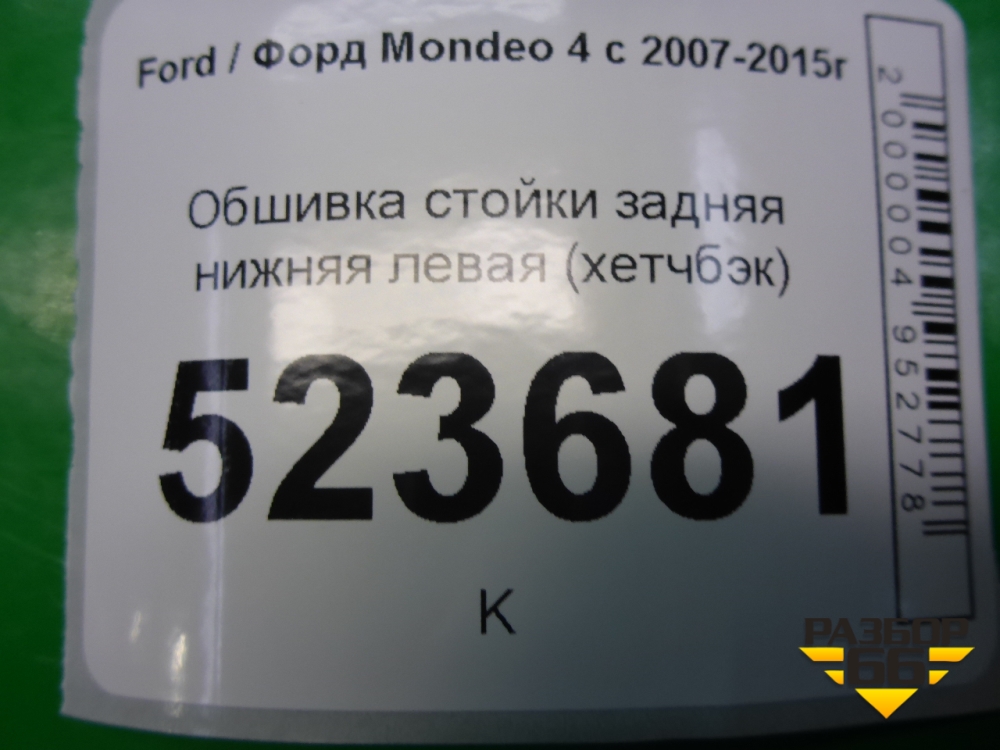 Ford / Форд Mondeo 4 с 2007-2015г
Обшивка стойки задняя
нижняя левая (хетчбэк)
523681
К
2000004952778
РАЗБОР
66